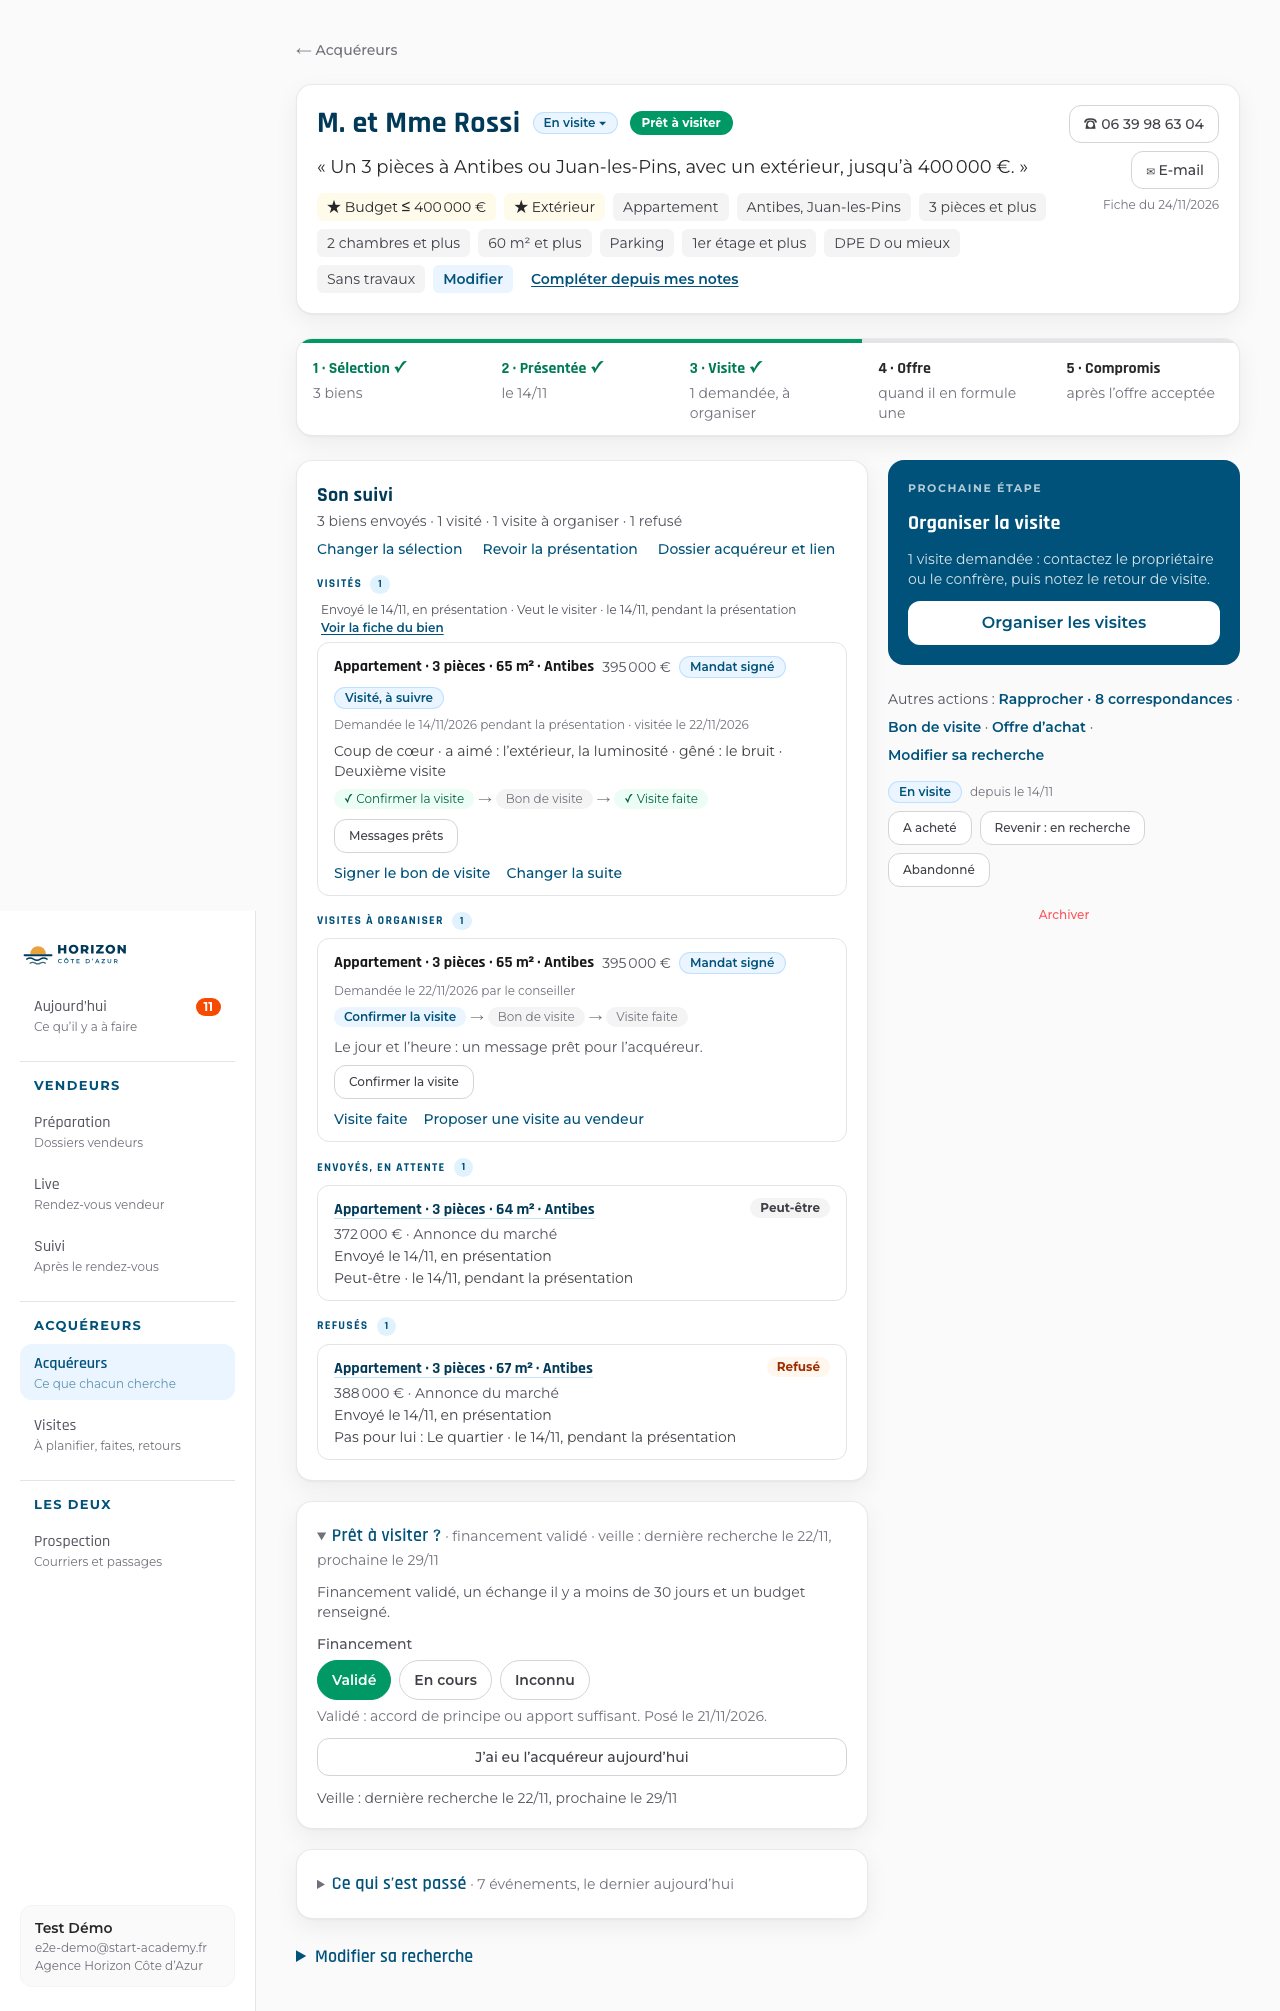 ← Acquéreurs
M. et Mme Rossi En visite ▾ Prêt à visiter
☎ 06 39 98 63 04
« Un 3 pièces à Antibes ou Juan-les-Pins, avec un extérieur, jusqu’à 400 000 €. »
✉ E-mail
Fiche du 24/11/2026
★ Budget ≤ 400 000 € ★ Extérieur Appartement Antibes, Juan-les-Pins 3 pièces et plus
2 chambres et plus 60 m² et plus Parking 1er étage et plus DPE D ou mieux
Sans travaux Modifier Compléter depuis mes notes
1 · Sélection ✓
3 biens
2 · Présentée ✓
le 14/11
3 · Visite ✓
1 demandée, à
organiser
4 · Offre
quand il en formule
une
5 · Compromis
après l’offre acceptée
Son suivi
3 biens envoyés · 1 visité · 1 visite à organiser · 1 refusé
Changer la sélection Revoir la présentation Dossier acquéreur et lien
VISITÉS 1
Envoyé le 14/11, en présentation · Veut le visiter · le 14/11, pendant la présentation
Voir la fiche du bien
Appartement · 3 pièces · 65 m² · Antibes 395 000 € Mandat signé
Visité, à suivre
Demandée le 14/11/2026 pendant la présentation · visitée le 22/11/2026
Coup de cœur · a aimé : l’extérieur, la luminosité · gêné : le bruit ·
Deuxième visite
✓ Confirmer la visite → Bon de visite → ✓ Visite faite
Messages prêts
Signer le bon de visite Changer la suite
VISITES À ORGANISER 1
Appartement · 3 pièces · 65 m² · Antibes 395 000 € Mandat signé
Demandée le 22/11/2026 par le conseiller
Confirmer la visite → Bon de visite → Visite faite
Le jour et l’heure : un message prêt pour l’acquéreur.
Confirmer la visite
Visite faite Proposer une visite au vendeur
ENVOYÉS, EN ATTENTE 1
Appartement · 3 pièces · 64 m² · Antibes Peut-être
372 000 € · Annonce du marché
Envoyé le 14/11, en présentation
Peut-être · le 14/11, pendant la présentation
REFUSÉS 1
Appartement · 3 pièces · 67 m² · Antibes Refusé
388 000 € · Annonce du marché
Envoyé le 14/11, en présentation
Pas pour lui : Le quartier · le 14/11, pendant la présentation
▼ Prêt à visiter ? · financement validé · veille : dernière recherche le 22/11,
prochaine le 29/11
Financement validé, un échange il y a moins de 30 jours et un budget
renseigné.
Financement
Validé En cours Inconnu
Validé : accord de principe ou apport suffisant. Posé le 21/11/2026.
J’ai eu l’acquéreur aujourd’hui
Veille : dernière recherche le 22/11, prochaine le 29/11
▶ Ce qui s'est passé · 7 événements, le dernier aujourd’hui
▶ Modifier sa recherche
PROCHAINE ÉTAPE
Organiser la visite
1 visite demandée : contactez le propriétaire
ou le confrère, puis notez le retour de visite.
Organiser les visites
Autres actions : Rapprocher · 8 correspondances ·
Bon de visite · Offre d’achat ·
Modifier sa recherche
En visite depuis le 14/11
A acheté Revenir : en recherche
Abandonné
Archiver
HORIZON
CÔTE D'AZUR
Aujourd’hui 11
Ce qu’il y a à faire
VENDEURS
Préparation
Dossiers vendeurs
Live
Rendez-vous vendeur
Suivi
Après le rendez-vous
ACQUÉREURS
Acquéreurs
Ce que chacun cherche
Visites
À planifier, faites, retours
LES DEUX
Prospection
Courriers et passages
Test Démo
e2e-demo@start-academy.fr
Agence Horizon Côte d’Azur